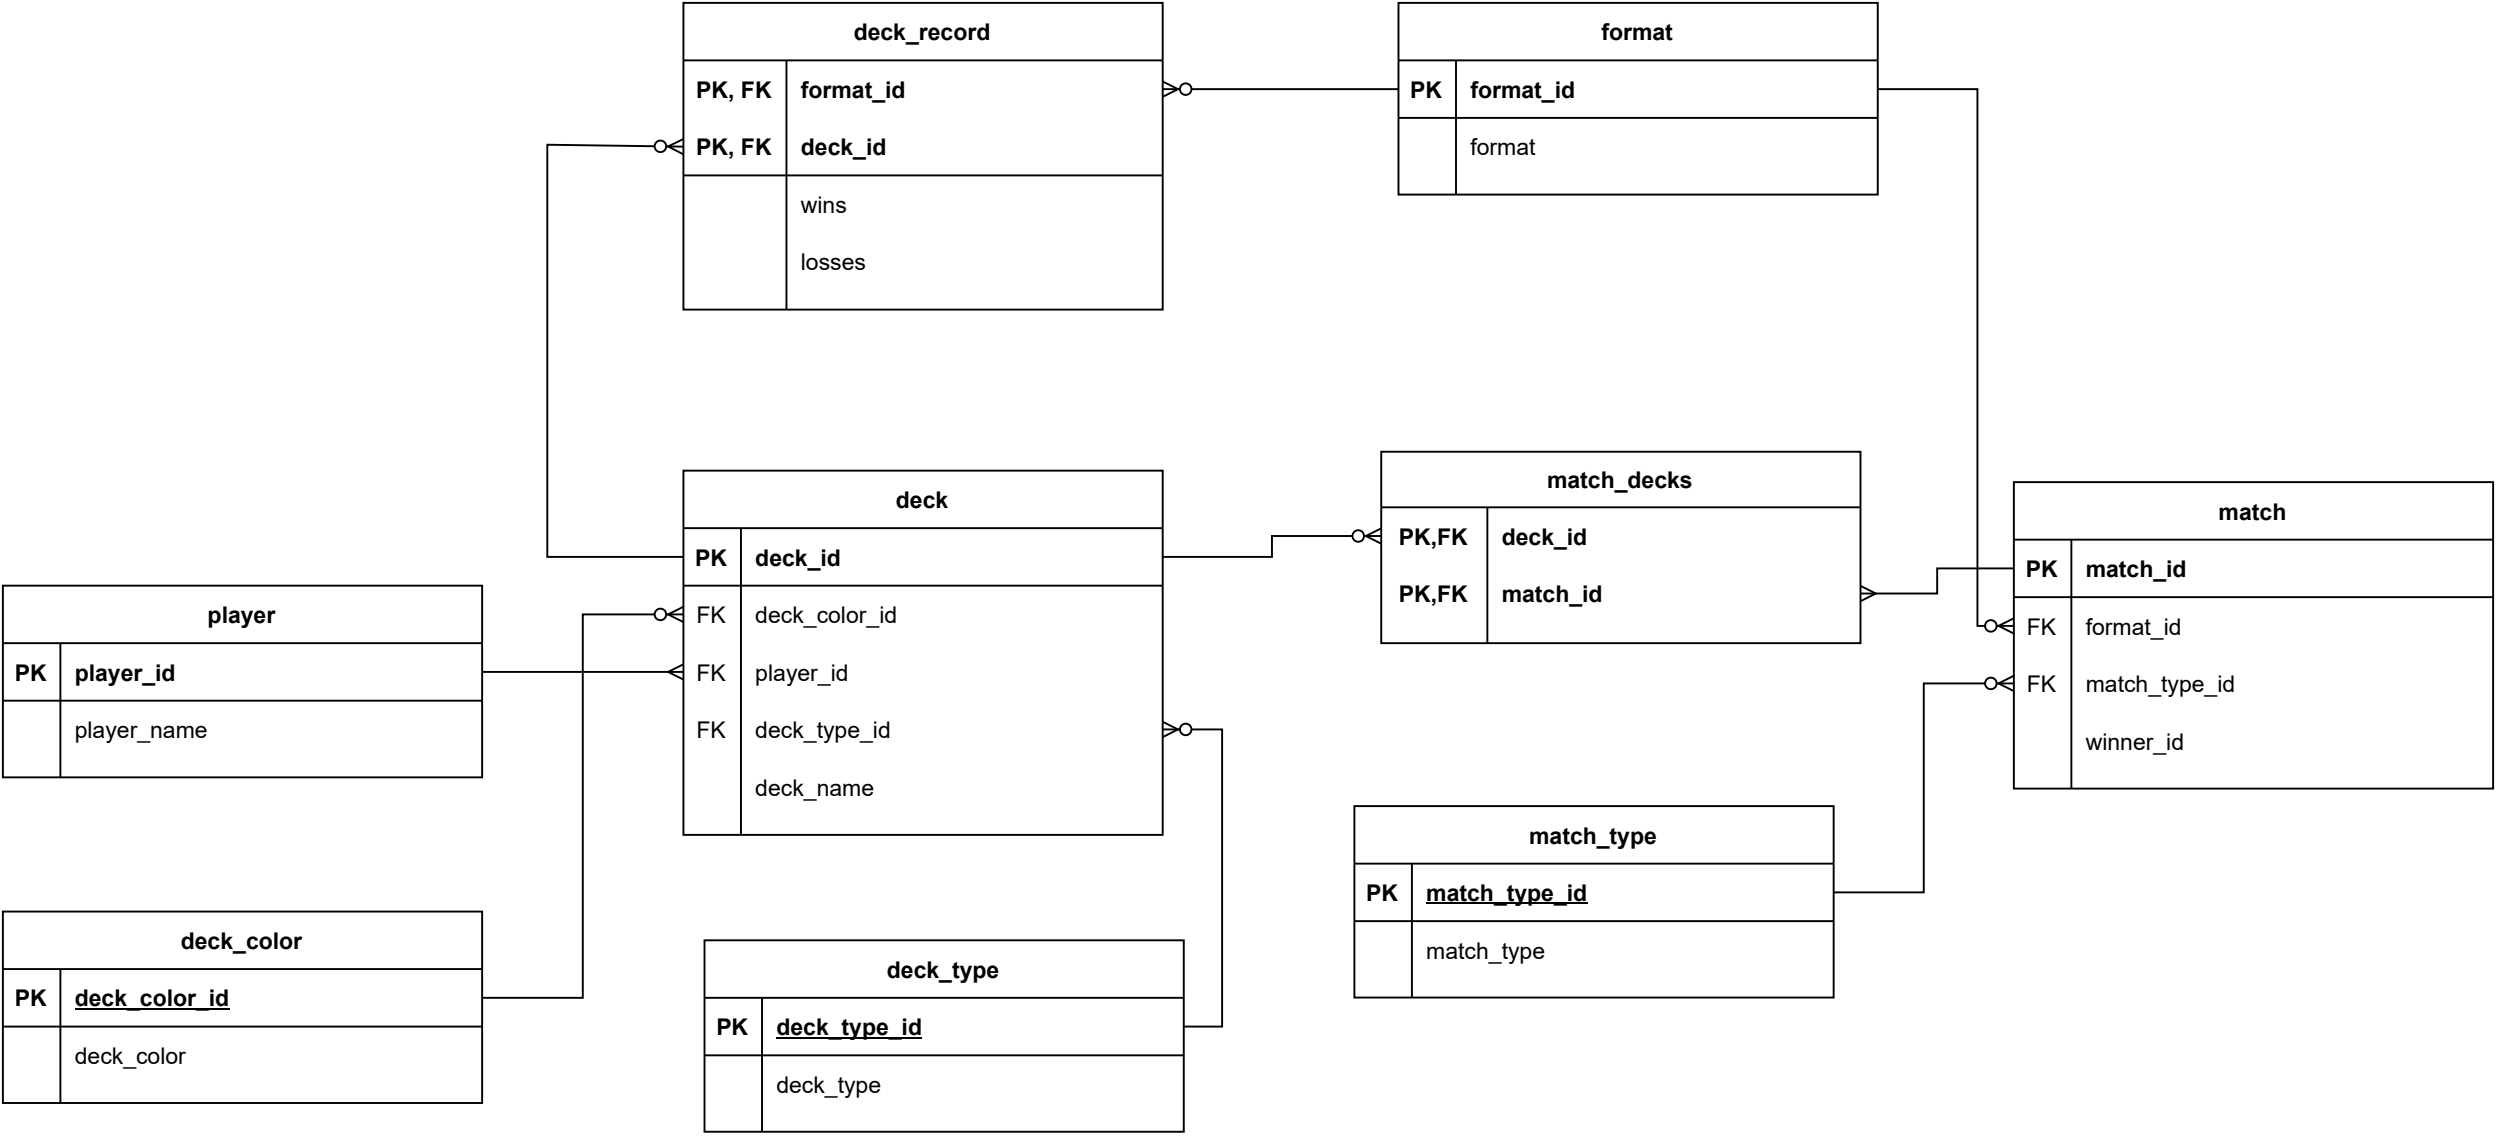 deck_record
PK, FK format_id
PK, FK deck_id
wins
losses
format
PK format_id
format
deck
PK deck_id
FK deck_color_id
FK player_id
FK deck_type_id
deck_name
match_decks
PK,FK deck_id
PK,FK match_id
match
PK match_id
FK format_id
FK match_type_id
winner_id
player
PK player_id
player_name
match_type
PK match_type_id
match_type
deck_color
PK deck_color_id
deck_color
deck_type
PK deck_type_id
deck_type